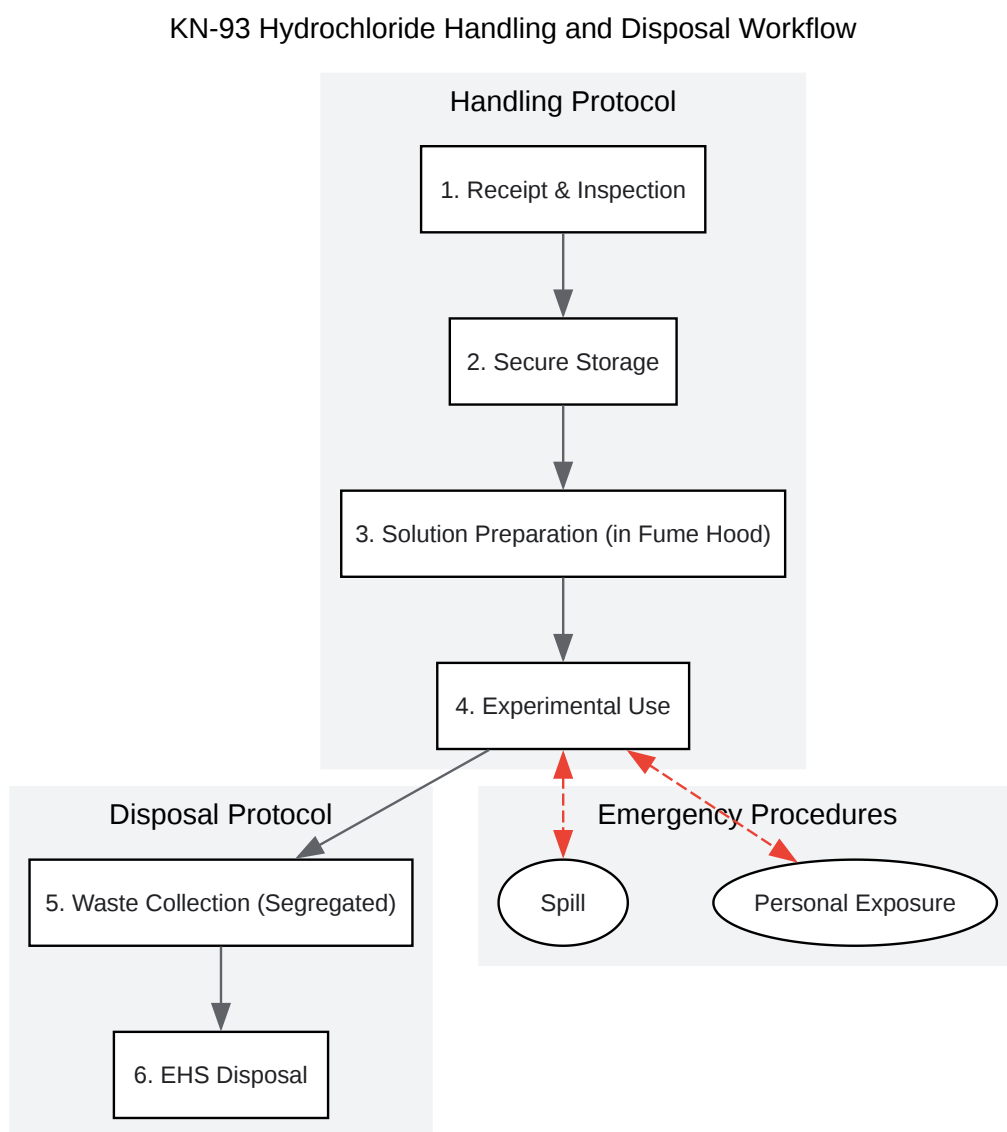 KN-93 Hydrochloride Handling and Disposal Workflow
Handling Protocol
1. Receipt & Inspection
2. Secure Storage
3. Solution Preparation (in Fume Hood)
4. Experimental Use
Disposal Protocol
5. Waste Collection (Segregated)
6. EHS Disposal
Emergency Procedures
Spill
Personal Exposure